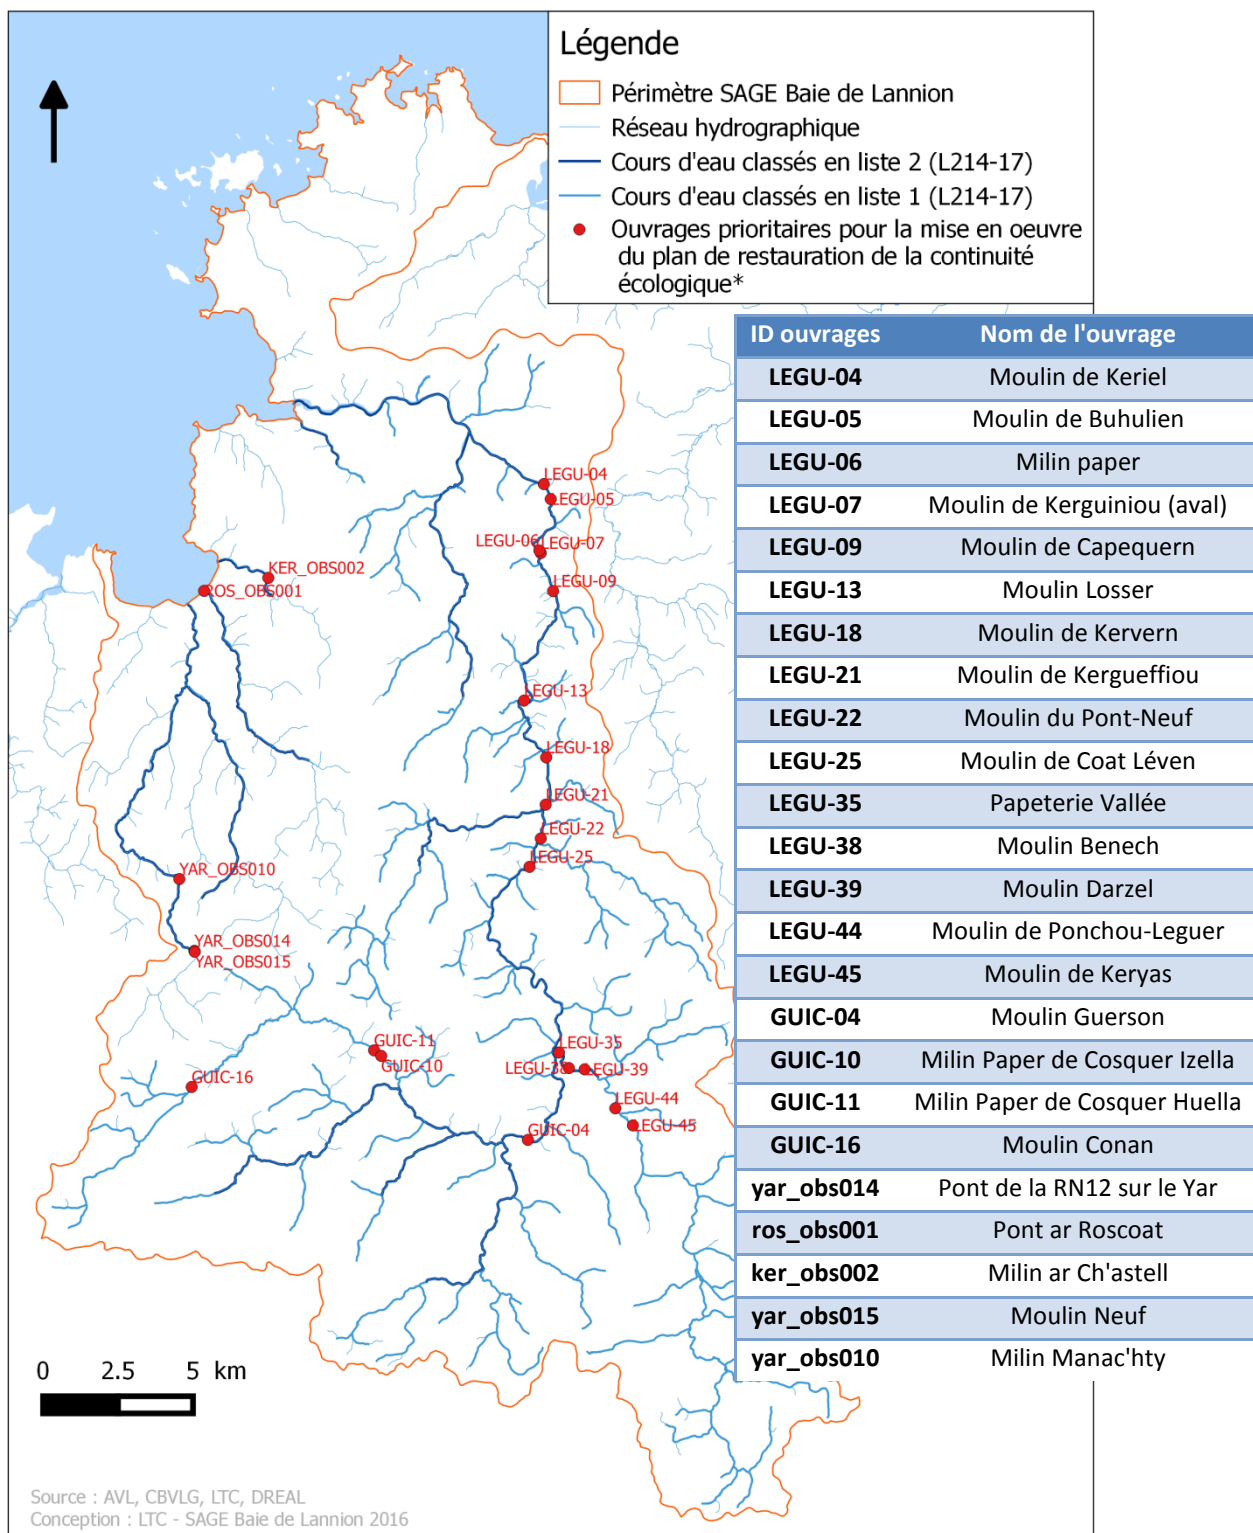 Légende
Périmètre SAGE Baie de Lannion
Réseau hydrographique
Cours d'eau classés en liste 2 (L214-17)
Cours d'eau classés en liste 1 (L214-17)
Ouvrages prioritaires pour la mise en oeuvre
du plan de restauration de la continuité
écologique*
ID ouvrages Nom de l'ouvrage
LEGU-04 Moulin de Keriel
LEGU-05 Moulin de Buhulien
LEGU-06 Milin paper
LEGU-07 Moulin de Kerguiniou (aval)
LEGU-09 Moulin de Capequern
LEGU-13 Moulin Losser
LEGU-18 Moulin de Kervern
LEGU-21 Moulin de Kergueffiou
LEGU-22 Moulin du Pont-Neuf
LEGU-25 Moulin de Coat Léven
LEGU-35 Papeterie Vallée
LEGU-38 Moulin Benech
LEGU-39 Moulin Darzel
LEGU-44 Moulin de Ponchou-Leguer
LEGU-45 Moulin de Keryas
GUIC-04 Moulin Guerson
GUIC-10 Milin Paper de Cosquer Izella
GUIC-11 Milin Paper de Cosquer Huella
GUIC-16 Moulin Conan
yar_obs014 Pont de la RN12 sur le Yar
ros_obs001 Pont ar Roscoat
ker_obs002 Milin ar Ch'astell
yar_obs015 Moulin Neuf
yar_obs010 Milin Manac'hty
LEGU-04
LEGU-05
LEGU-06
LEGU-07
KER_OBS002
ROS_OBS001
LEGU-09
LEGU-13
LEGU-18
LEGU-21
LEGU-22
LEGU-25
YAR_OBS010
YAR_OBS014
YAR_OBS015
GUIC-11
GUIC-10
LEGU-35
LEGU-38
LEGU-39
GUIC-16
LEGU-44
LEGU-45
GUIC-04
0 2.5 5 km
Source : AVL, CBVLG, LTC, DREAL
Conception : LTC - SAGE Baie de Lannion 2016